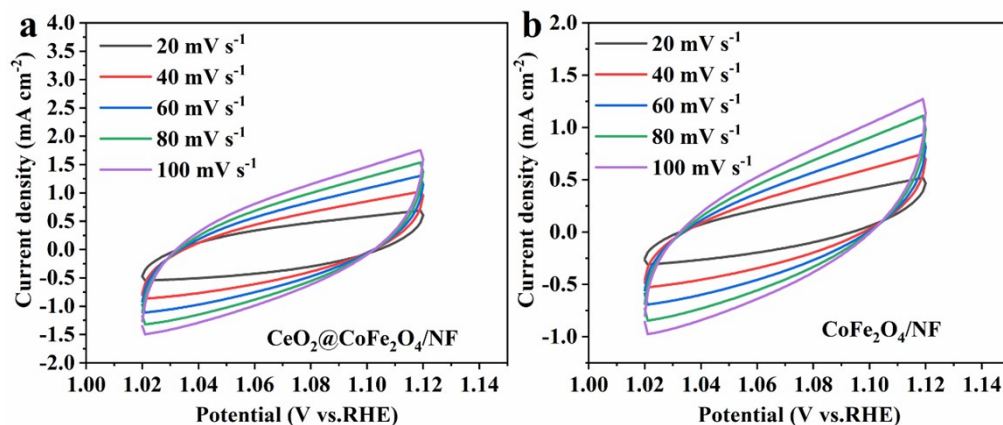 a
4.0
3.5
3.0
2.5
2.0
1.5
1.0
0.5
0.0
-0.5
-1.0
-1.5
-2.0
Current density (mA cm⁻²)
20 mV s⁻¹
40 mV s⁻¹
60 mV s⁻¹
80 mV s⁻¹
100 mV s⁻¹
CeO₂@CoFe₂O₄/NF
1.00 1.02 1.04 1.06 1.08 1.10 1.12 1.14
Potential (V vs.RHE)
b
2.0
1.5
1.0
0.5
0.0
-0.5
-1.0
Current density (mA cm⁻²)
20 mV s⁻¹
40 mV s⁻¹
60 mV s⁻¹
80 mV s⁻¹
100 mV s⁻¹
CoFe₂O₄/NF
1.00 1.02 1.04 1.06 1.08 1.10 1.12 1.14
Potential (V vs.RHE)